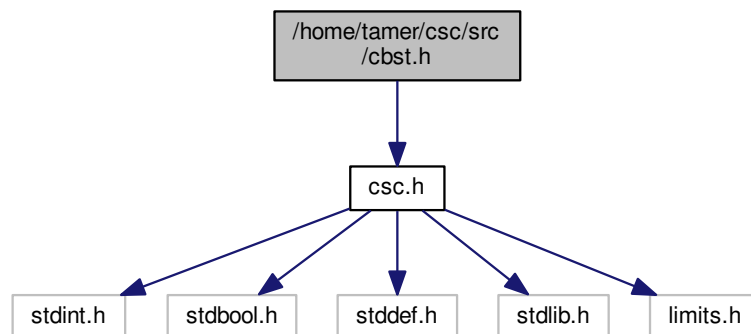 /home/tamer/csc/src
/cbst.h
csc.h
stdint.h
stdbool.h
stddef.h
stdlib.h
limits.h